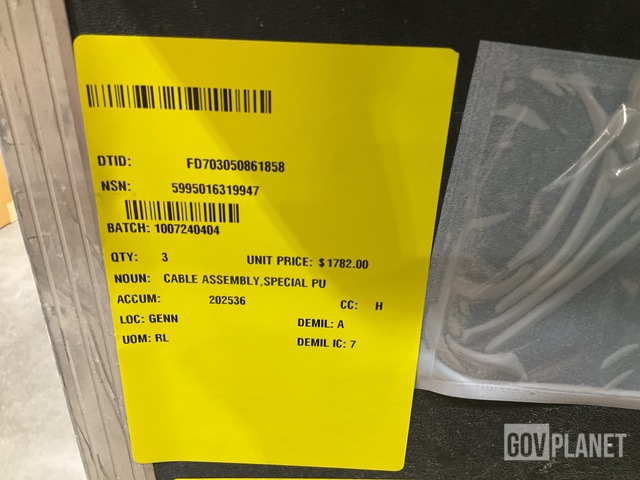 DTID: FD703050861858
NSN: 5995016319947
BATCH: 1007240404
QTY: 3 UNIT PRICE: $1782.00
NOUN: CABLE ASSEMBLY,SPECIAL PU
ACCUM: 202536 CC: H
LOC: GENN DEMIL: A
UOM: RL DEMIL IC: 7
GOVPLANET